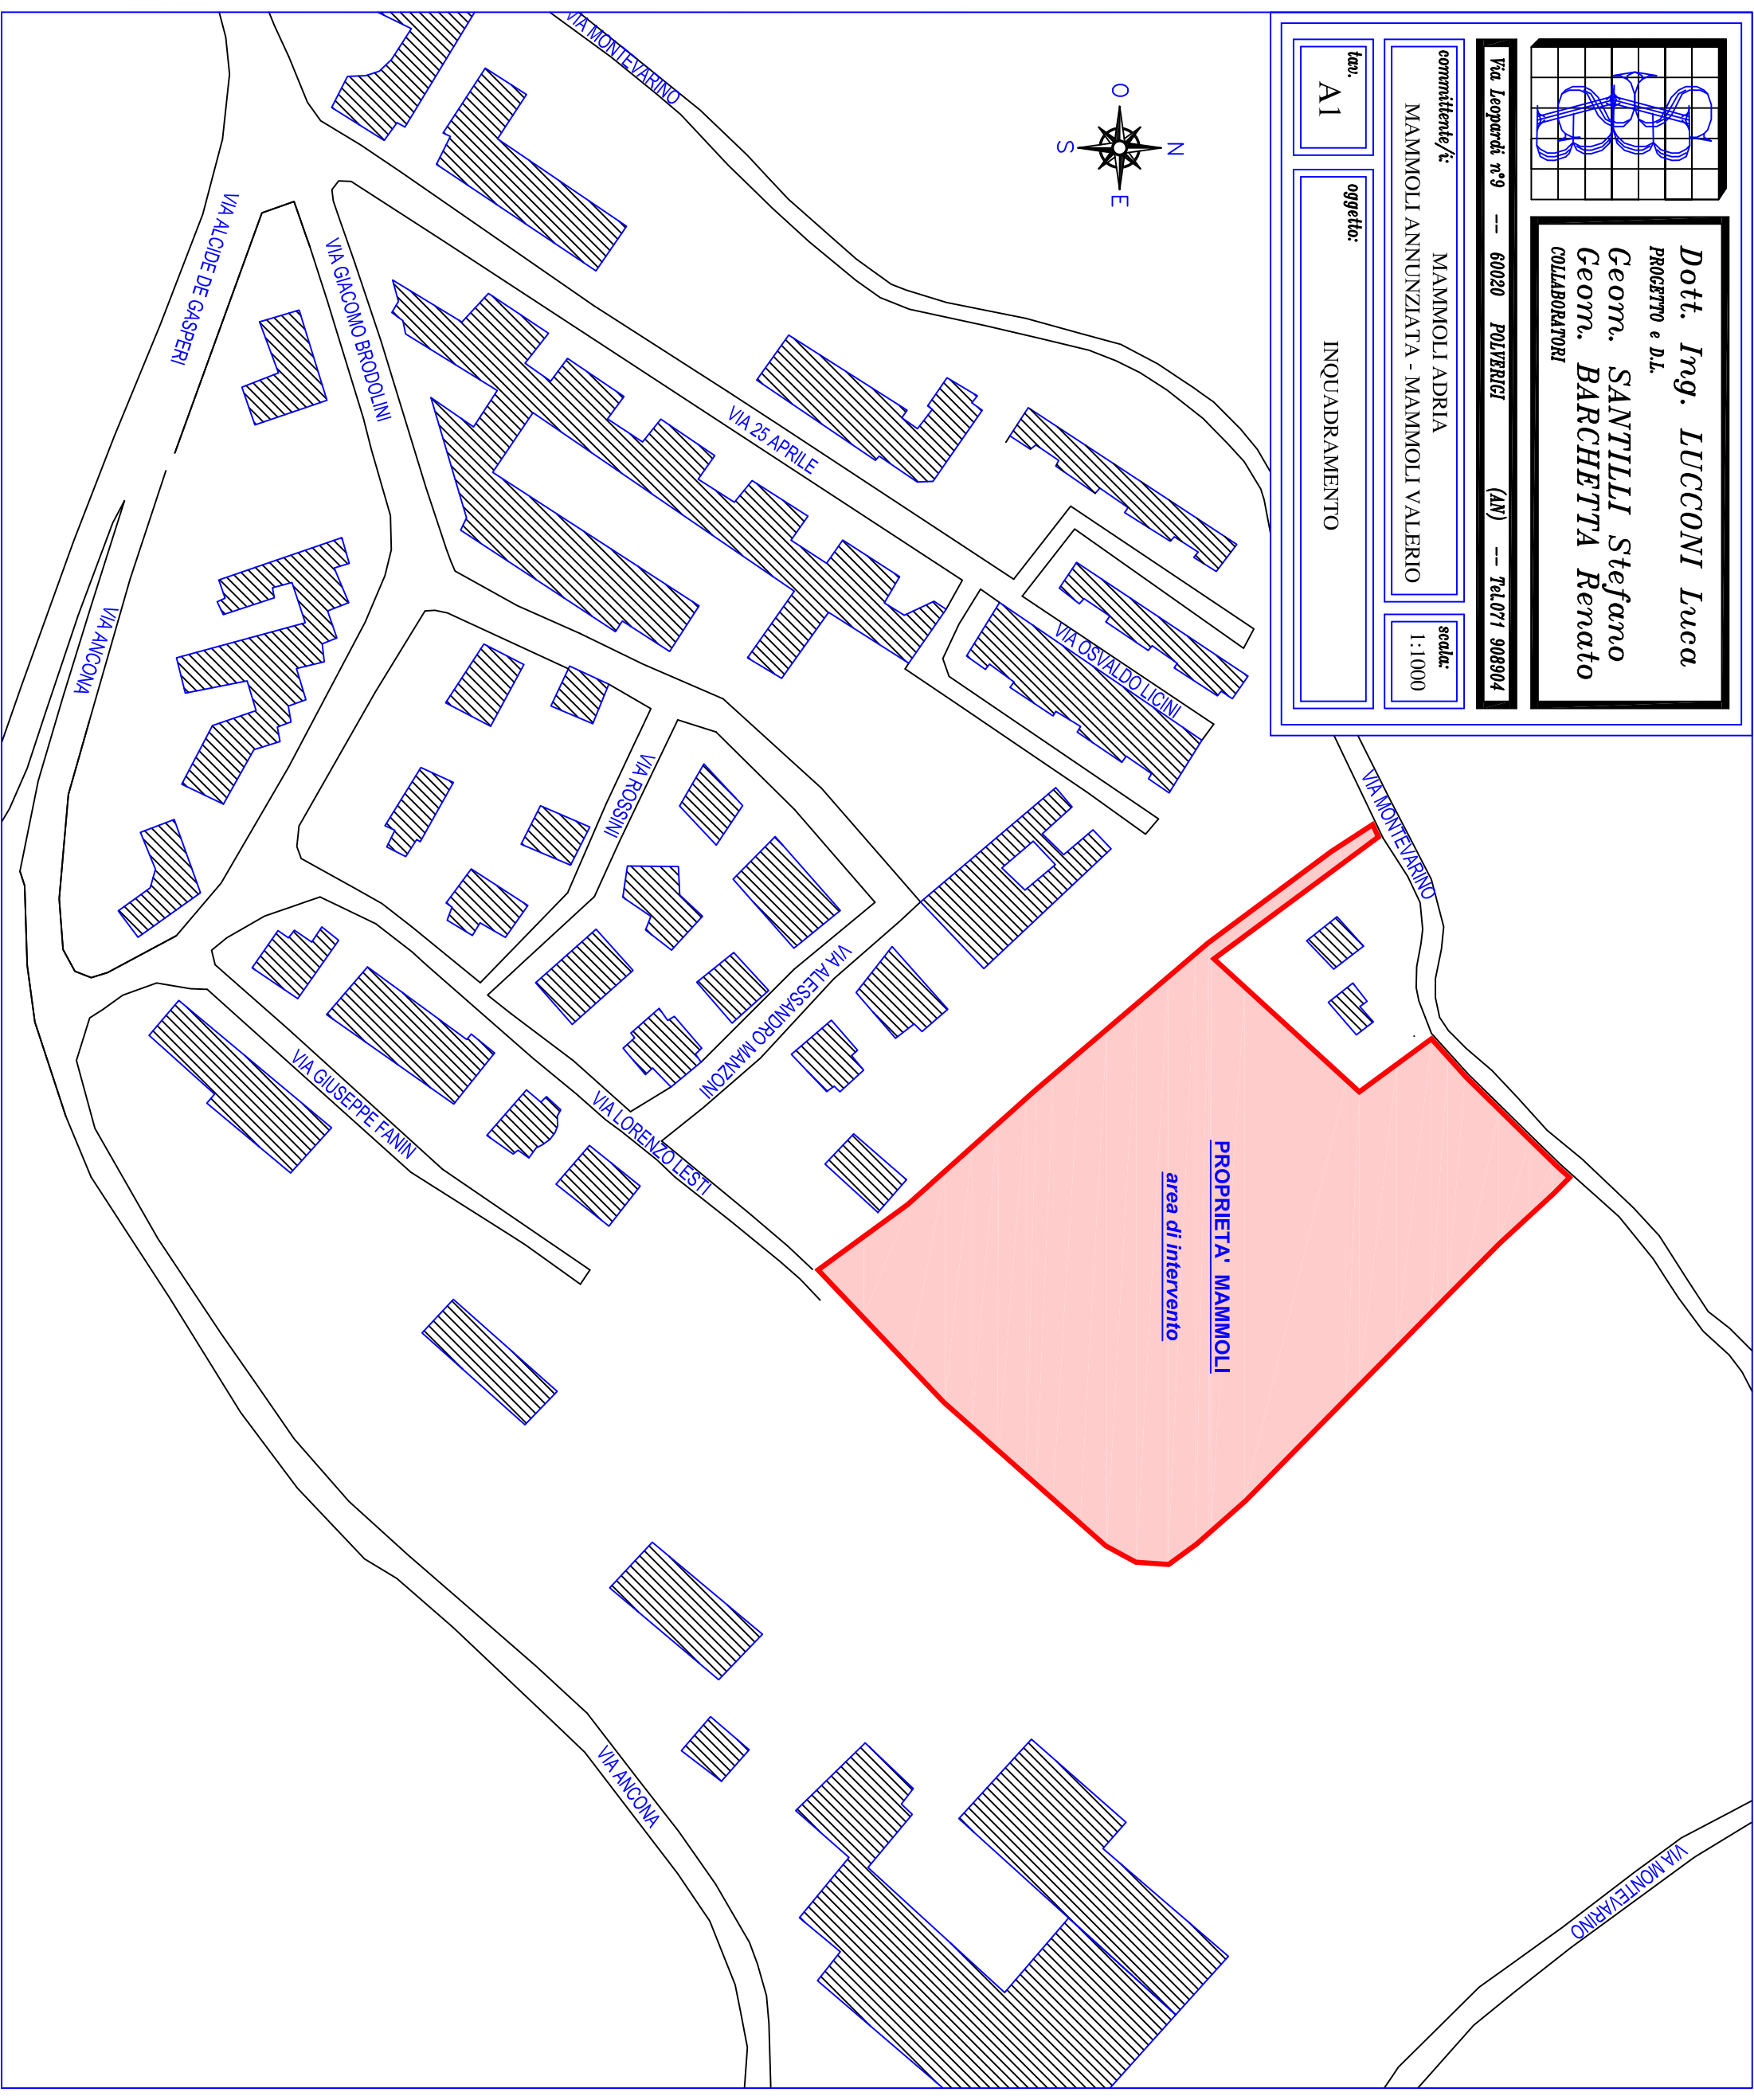 Dott. Ing. LUCCONI Luca
PROGETTO e D.L.
Geom. SANTILLI Stefano
Geom. BARCHETTA Renato
COLLABORATORI
Via Leopardi n°9 -- 60020 POLVERIGI (AN) -- Tel.071 908904
committente/i:
MAMMOLI ADRIA
MAMMOLI ANNUNZIATA - MAMMOLI VALERIO
scala:
1:1000
tav.
A1
oggetto:
INQUADRAMENTO
N
O
E
S
VIA MONTEVARINO
VIA MONTEVARINO
VIA MONTEVARINO
VIA 25 APRILE
VIA OSVALDO LICINI
VIA GIACOMO BRODOLINI
VIA ALCIDE DE GASPERI
VIA ANCONA
VIA ROSSINI
VIA ALESSANDRO MANZONI
VIA LORENZO LESTI
VIA GIUSEPPE FANIN
PROPRIETA' MAMMOLI
area di intervento
VIA ANCONA